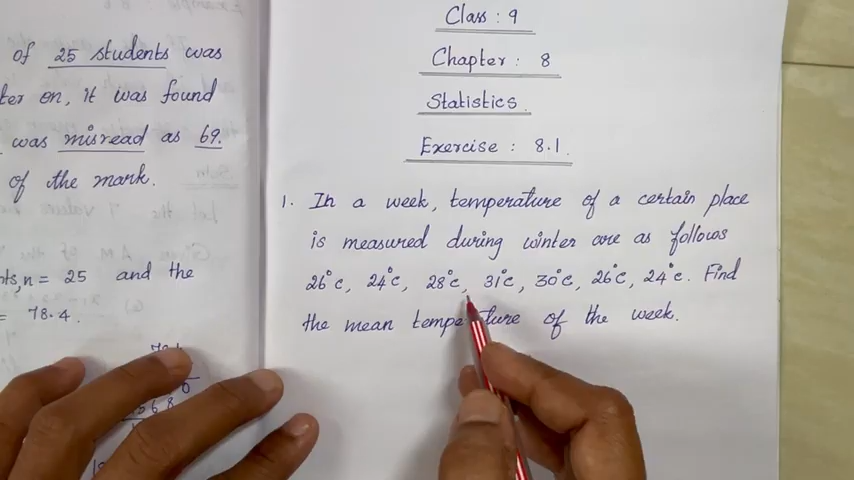 of 25 students was
ter on, it was found
was misread as 69.
of the mark.
nts, n = 25 and the
= 78.4.
Class : 9
Chapter : 8
Statistics
Exercise : 8.1.
1. In a week, temperature of a certain place
is measured during winter are as follows
26°c, 24°c, 28°c, 31°c, 30°c, 26°c, 24°c. Find
the mean temperature of the week.